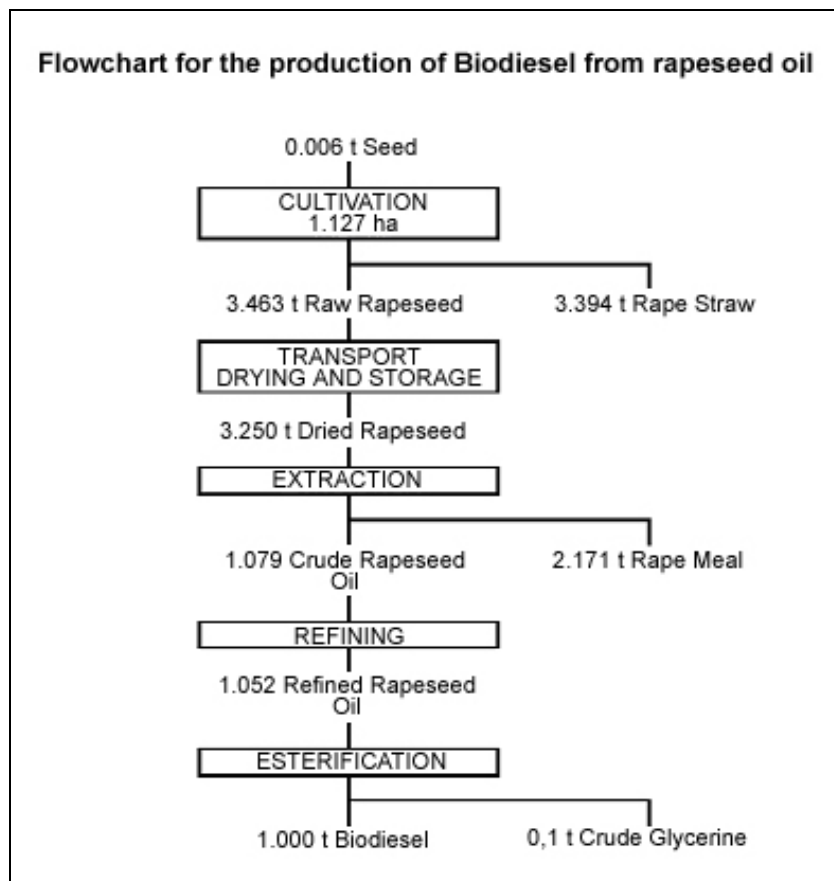 Flowchart for the production of Biodiesel from rapeseed oil
0.006 t Seed
CULTIVATION
1.127 ha
3.463 t Raw Rapeseed
3.394 t Rape Straw
TRANSPORT
DRYING AND STORAGE
3.250 t Dried Rapeseed
EXTRACTION
1.079 Crude Rapeseed
Oil
2.171 t Rape Meal
REFINING
1.052 Refined Rapeseed
Oil
ESTERIFICATION
1.000 t Biodiesel
0,1 t Crude Glycerine